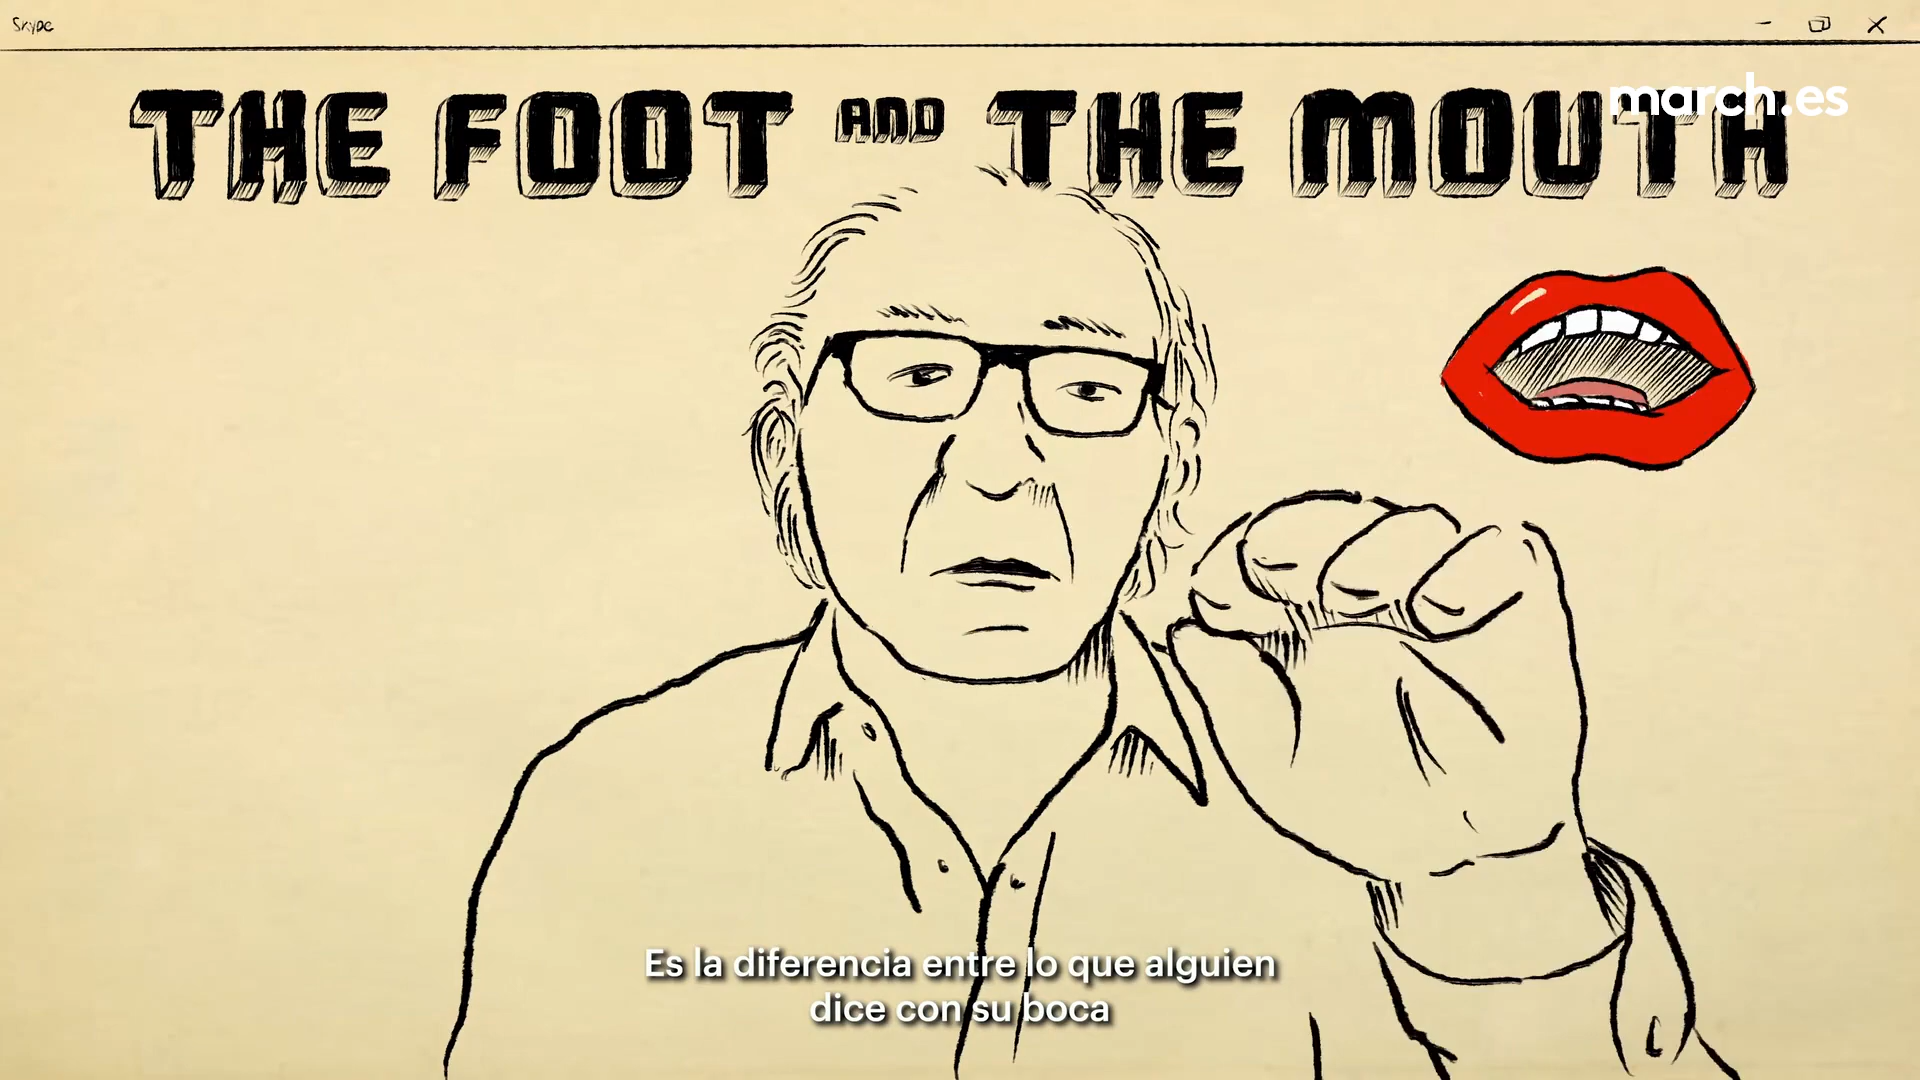 Skype
march.es
THE FOOT AND THE MOUTH
Es la diferencia entre lo que alguien
dice con su boca